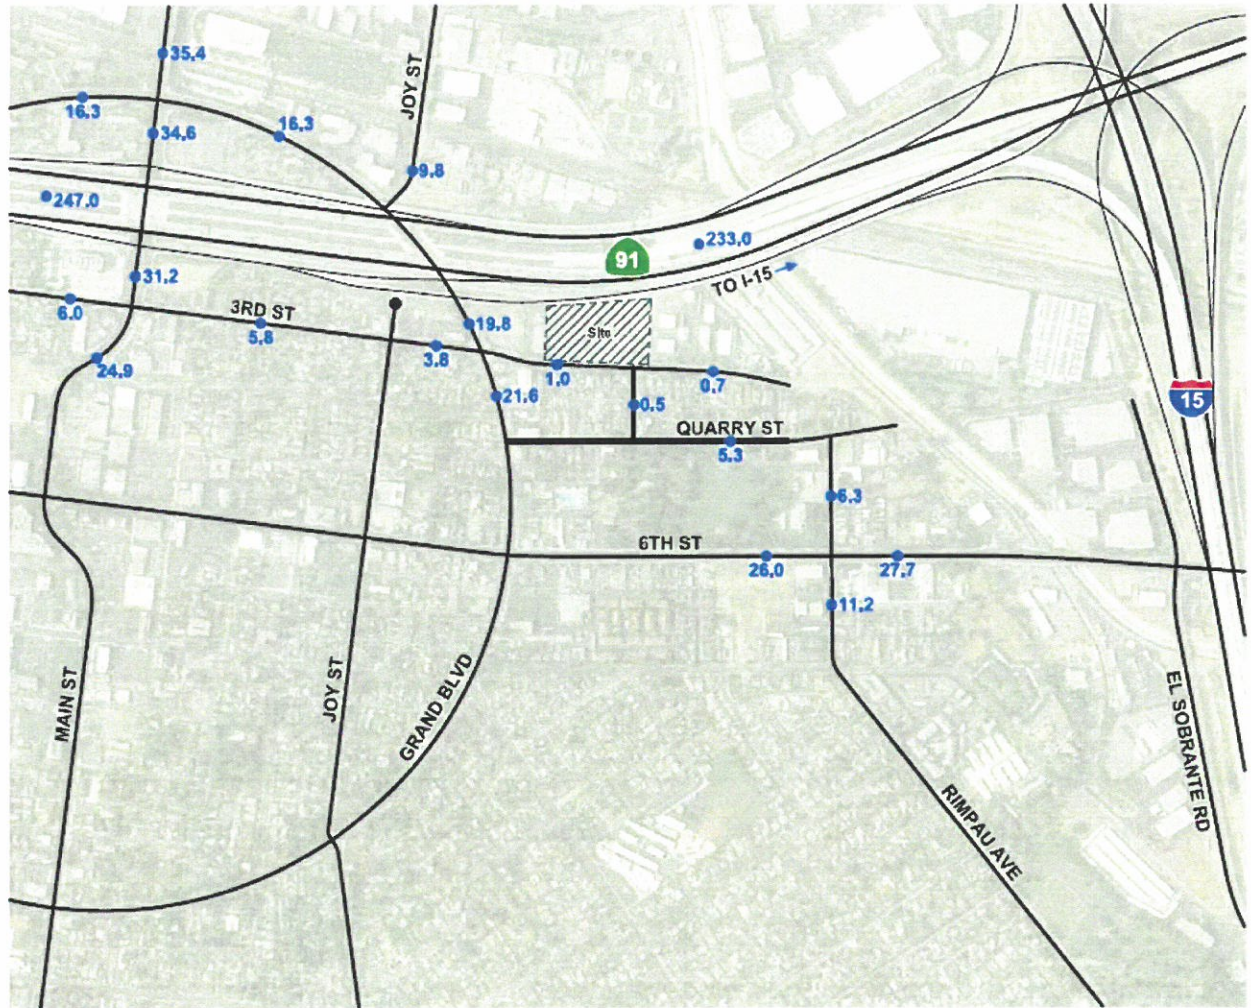 35.4
16.3
34.6
16.3
JOY ST
9.8
247.0
233.0
91
TO I-15
31.2
6.0
3RD ST
5.8
19.8
Site
3.8
24.9
1.0
0.7
21.6
0.5
15
QUARRY ST
5.3
6.3
6TH ST
26.0
27.7
11.2
MAIN ST
JOY ST
GRAND BLVD
EL SOBRANTE RD
RIMPAU AVE